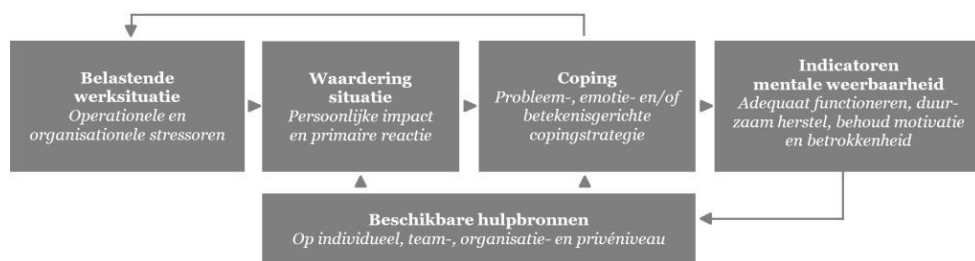 Belastende
werksituatie
Operationele en
organisationele stressoren
Waardering
situatie
Persoonlijke impact
en primaire reactie
Coping
Probleem-, emotie- en/of
betekenisgerichte
copingstrategie
Indicatoren
mentale weerbaarheid
Adequaat functioneren, duur-
zaam herstel, behoud motivatie
en betrokkenheid
Beschikbare hulpbronnen
Op individueel, team-, organisatie- en privéniveau